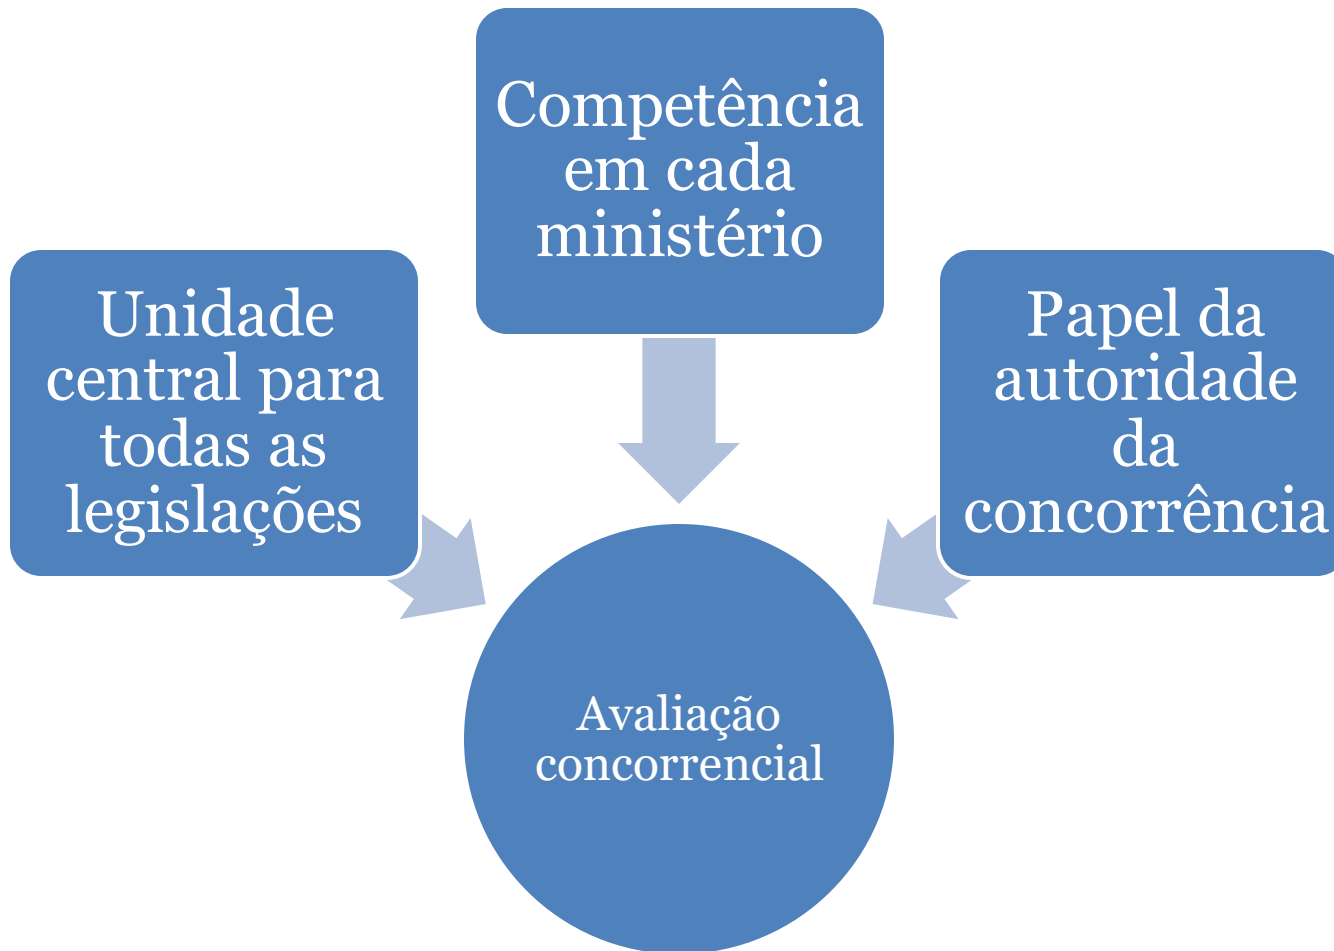 Competência
em cada
ministério
Unidade
central para
todas as
legislações
Papel da
autoridade
da
concorrência
Avaliação
concorrencial